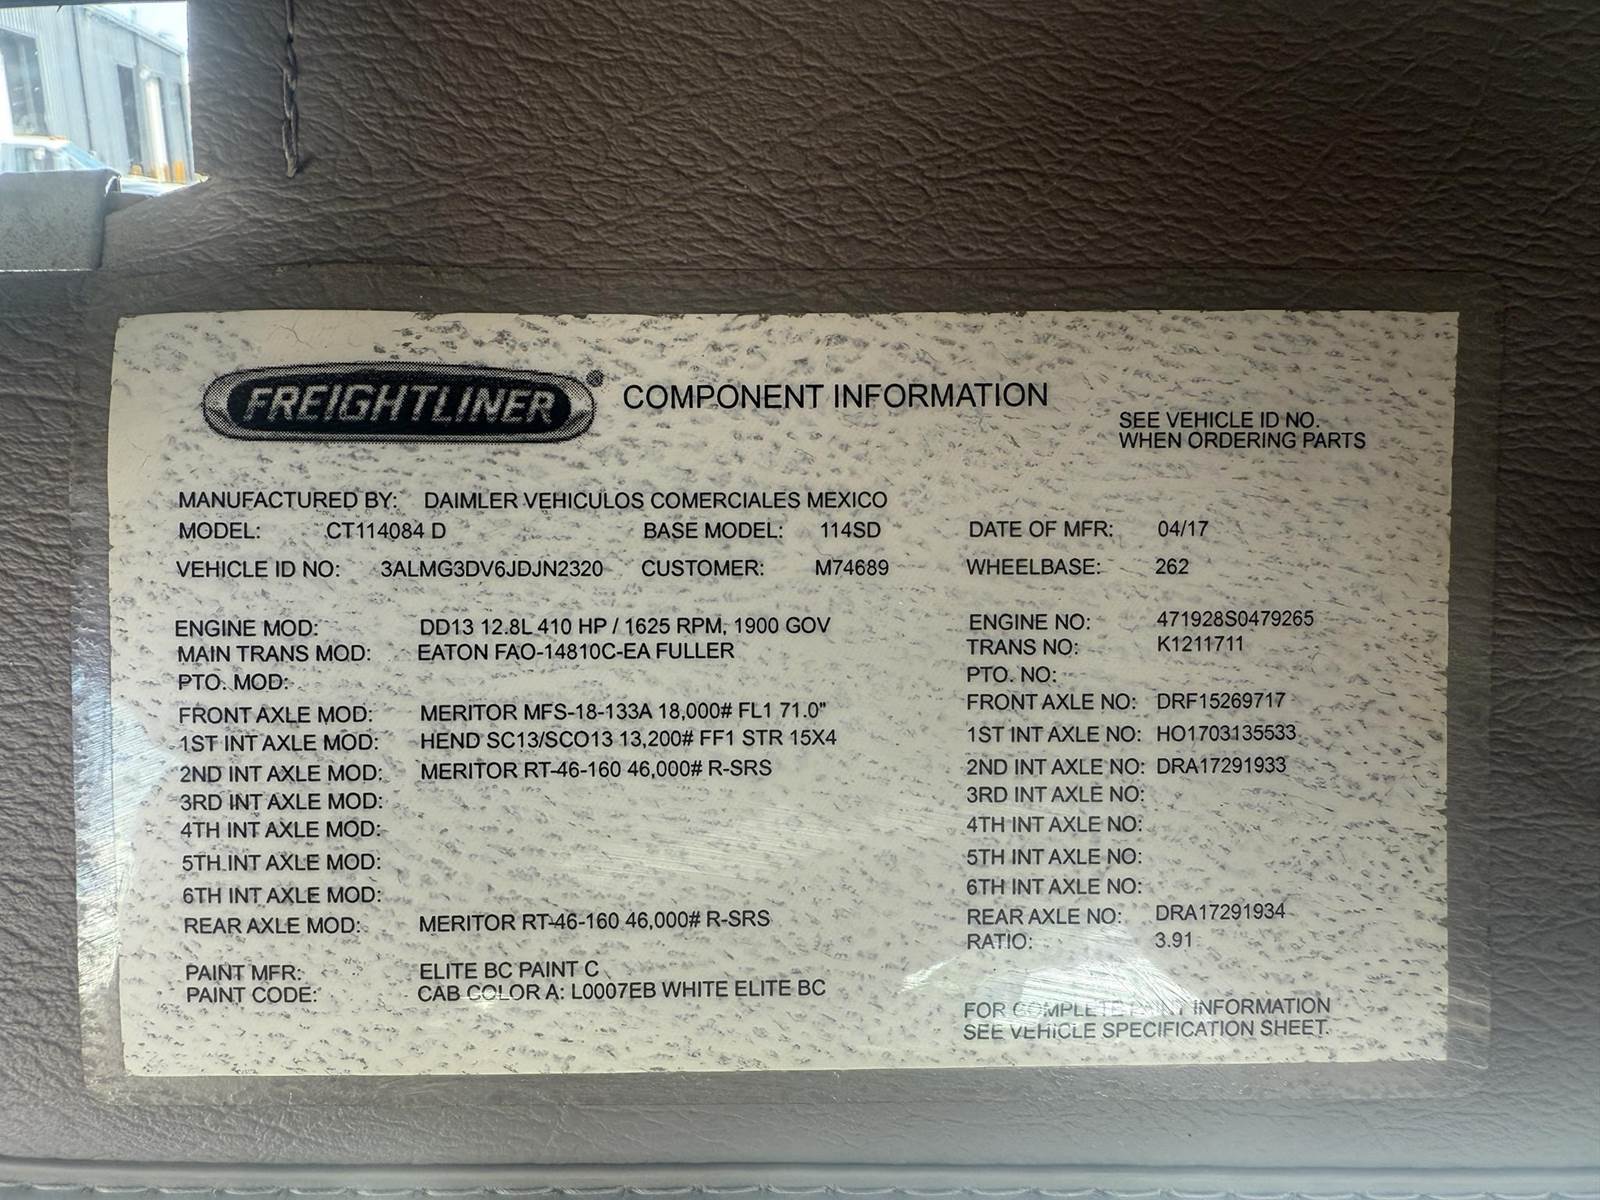 FREIGHTLINER® COMPONENT INFORMATION
SEE VEHICLE ID NO.
WHEN ORDERING PARTS
MANUFACTURED BY: DAIMLER VEHICULOS COMERCIALES MEXICO
MODEL: CT114084 D BASE MODEL: 114SD DATE OF MFR: 04/17
VEHICLE ID NO: 3ALMG3DV6JDJN2320 CUSTOMER: M74689 WHEELBASE: 262
ENGINE MOD: DD13 12.8L 410 HP / 1625 RPM, 1900 GOV ENGINE NO: 471928S0479265
MAIN TRANS MOD: EATON FAO-14810C-EA FULLER TRANS NO: K1211711
PTO. MOD: PTO. NO:
FRONT AXLE MOD: MERITOR MFS-18-133A 18,000# FL1 71.0" FRONT AXLE NO: DRF15269717
1ST INT AXLE MOD: HEND SC13/SCO13 13,200# FF1 STR 15X4 1ST INT AXLE NO: HO1703135533
2ND INT AXLE MOD: MERITOR RT-46-160 46,000# R-SRS 2ND INT AXLE NO: DRA17291933
3RD INT AXLE MOD: 3RD INT AXLE NO:
4TH INT AXLE MOD: 4TH INT AXLE NO:
5TH INT AXLE MOD: 5TH INT AXLE NO:
6TH INT AXLE MOD: 6TH INT AXLE NO:
REAR AXLE MOD: MERITOR RT-46-160 46,000# R-SRS REAR AXLE NO: DRA17291934
RATIO: 3.91
PAINT MFR: ELITE BC PAINT C
PAINT CODE: CAB COLOR A: L0007EB WHITE ELITE BC
FOR COMPLETE PAINT INFORMATION
SEE VEHICLE SPECIFICATION SHEET.